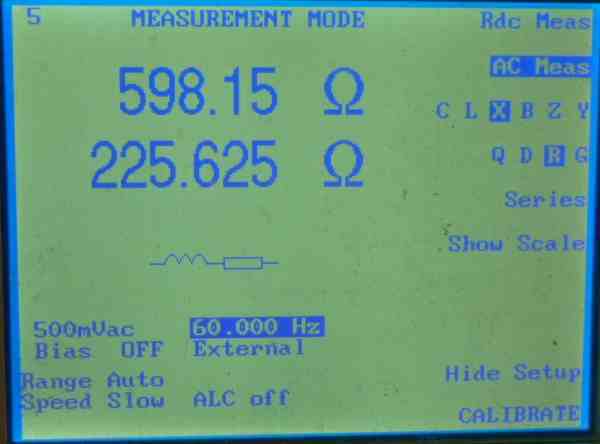 5 MEASUREMENT MODE Rdc Meas
AC Meas
598.15 Ω
C L X B Z Y
225.625 Ω
Q D R G
Series
Show Scale
500mVac 60.000 Hz
Bias OFF External
Hide Setup
Range Auto
Speed Slow ALC off
CALIBRATE